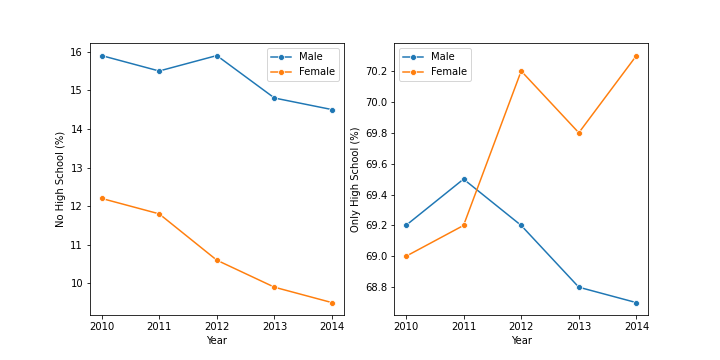 No High School (%)
16
15
14
13
12
11
10
Male
Female
2010 2011 2012 2013 2014
Year
Only High School (%)
70.2
70.0
69.8
69.6
69.4
69.2
69.0
68.8
Male
Female
2010 2011 2012 2013 2014
Year